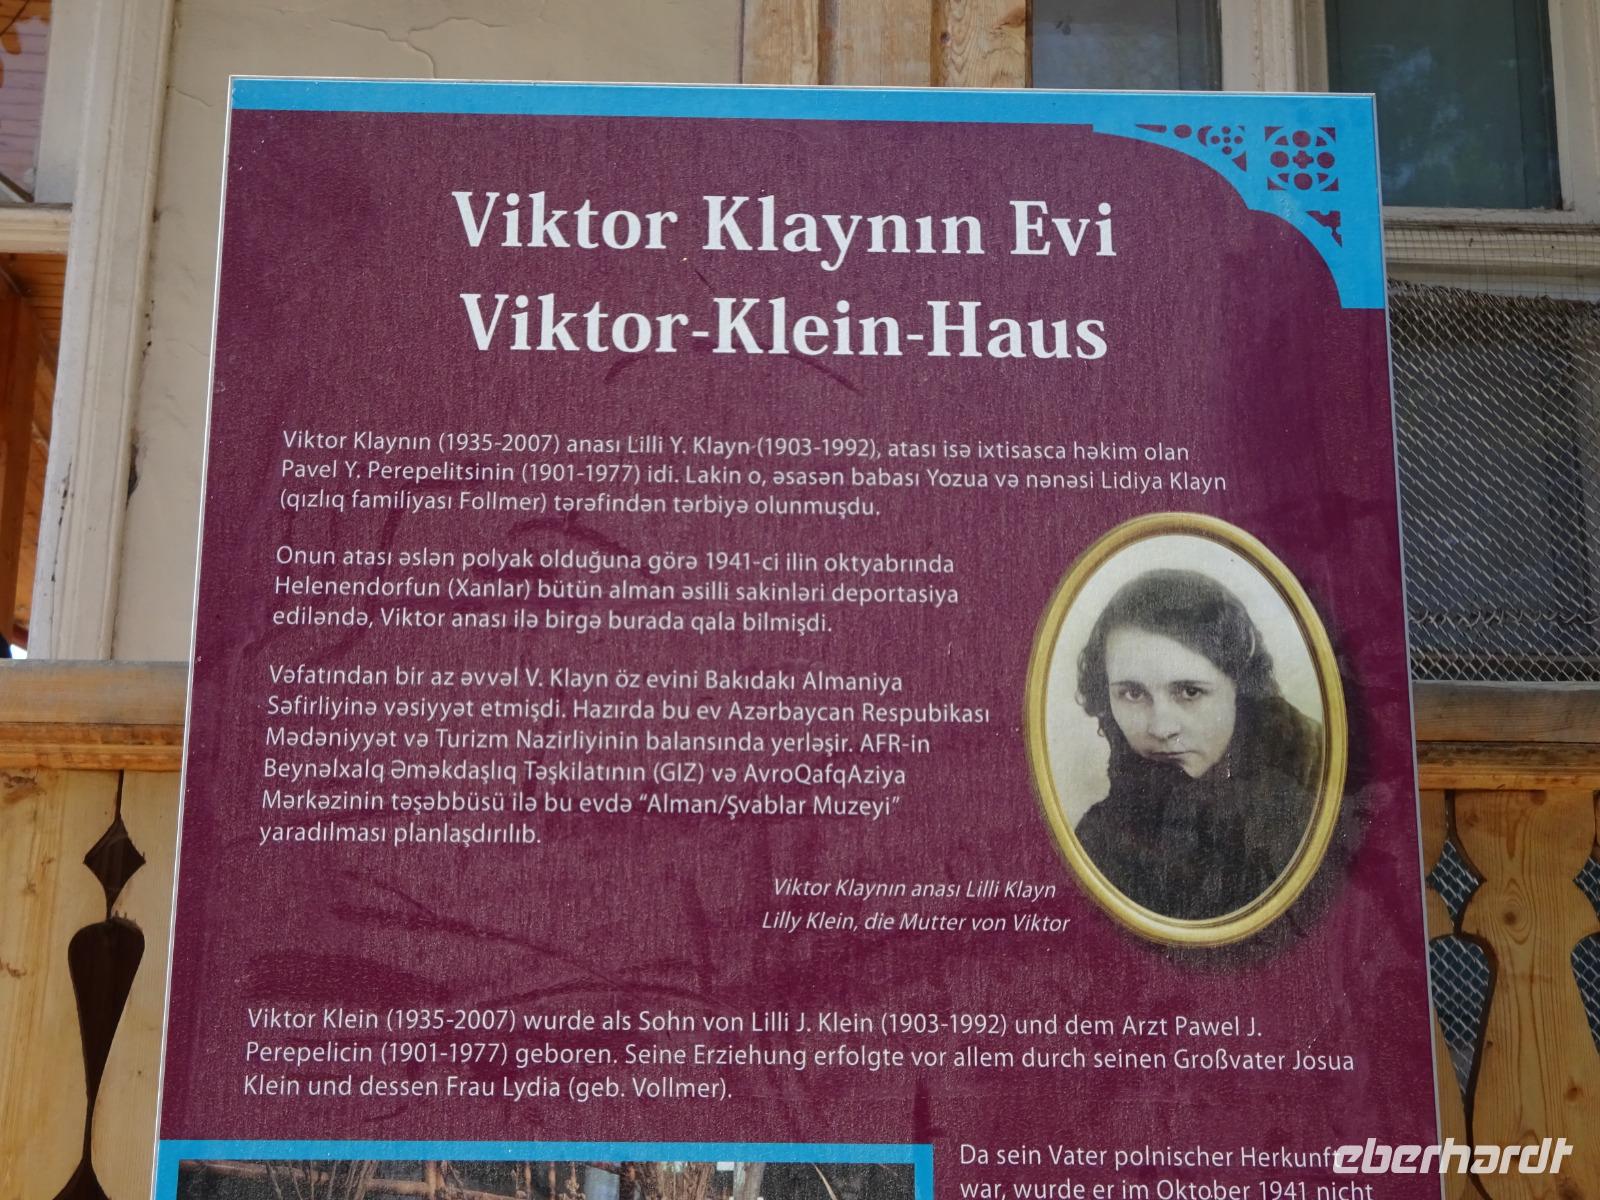 Viktor Klaynın Evi
Viktor-Klein-Haus
Viktor Klaynın (1935-2007) anası Lilli Y. Klayn (1903-1992), atası isə ixtisasca həkim olan
Pavel Y. Perepelitsinin (1901-1977) idi. Lakin o, əsasən babası Yozua və nənəsi Lidiya Klayn
(qızlıq familiyası Follmer) tərəfindən tərbiyə olunmuşdu.
Onun atası əslən polyak olduğuna görə 1941-ci ilin oktyabrında
Helenendorfun (Xanlar) bütün alman əsilli sakinləri deportasiya
ediləndə, Viktor anası ilə birgə burada qala bilmişdi.
Vəfatından bir az əvvəl V. Klayn öz evini Bakıdakı Almaniya
Səfirliyinə vəsiyyət etmişdi. Hazırda bu ev Azərbaycan Respubikası
Mədəniyyət və Turizm Nazirliyinin balansında yerləşir. AFR-in
Beynəlxalq Əməkdaşlıq Təşkilatının (GIZ) və AvroQafqAziya
Mərkəzinin təşəbbüsü ilə bu evdə “Alman/Şvablar Muzeyi”
yaradılması planlaşdırılıb.
Viktor Klaynın anası Lilli Klayn
Lilly Klein, die Mutter von Viktor
Viktor Klein (1935-2007) wurde als Sohn von Lilli J. Klein (1903-1992) und dem Arzt Pawel J.
Perepelicin (1901-1977) geboren. Seine Erziehung erfolgte vor allem durch seinen Großvater Josua
Klein und dessen Frau Lydia (geb. Vollmer).
Da sein Vater polnischer Herkunft
war, wurde er im Oktober 1941 nicht
eberhardt